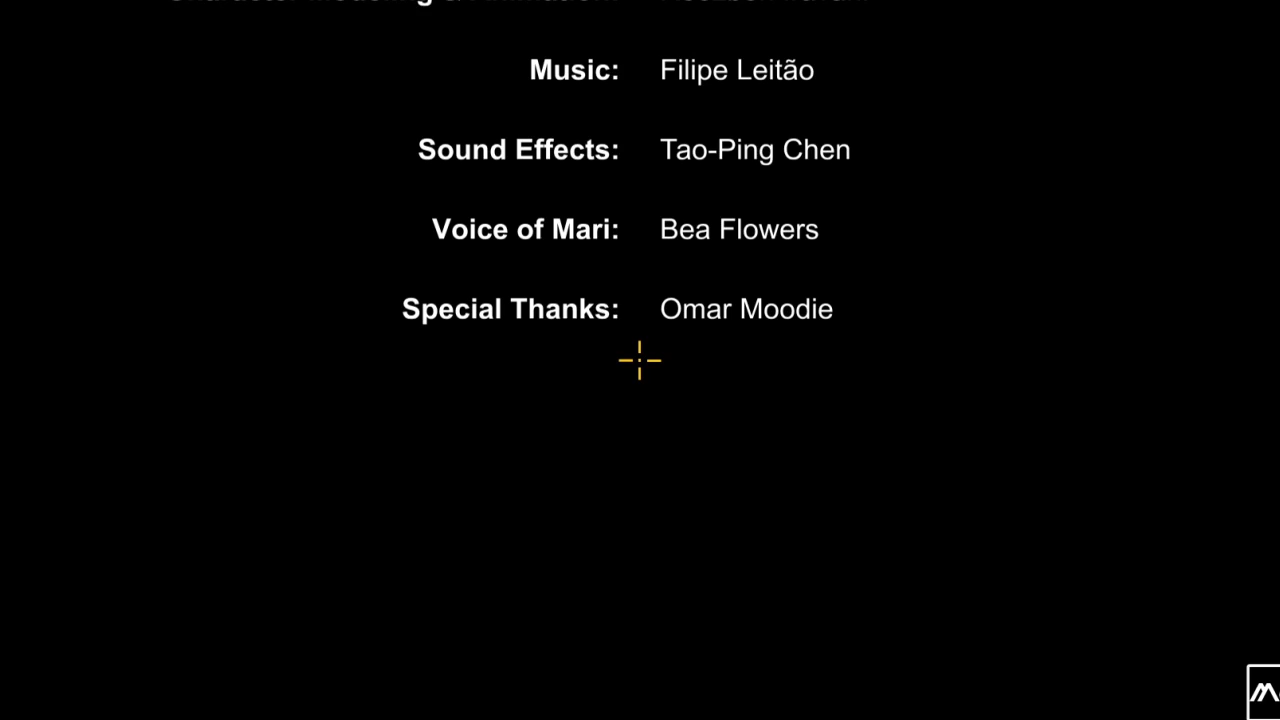 Music: Filipe Leitão
Sound Effects: Tao-Ping Chen
Voice of Mari: Bea Flowers
Special Thanks: Omar Moodie